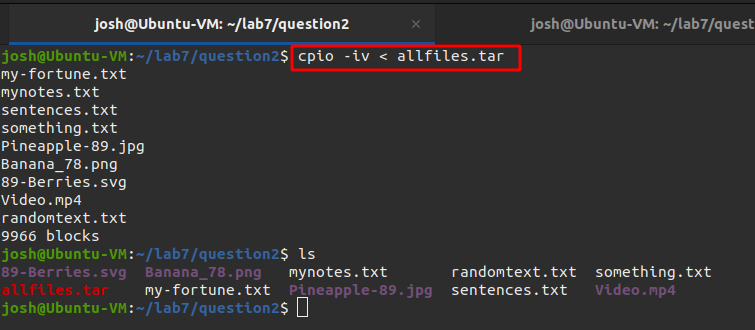 josh@Ubuntu-VM: ~/lab7/question2 × josh@Ubuntu-VM: ~/lab7/quest
josh@Ubuntu-VM:~/lab7/question2$ cpio -iv < allfiles.tar
my-fortune.txt
mynotes.txt
sentences.txt
something.txt
Pineapple-89.jpg
Banana_78.png
89-Berries.svg
Video.mp4
randomtext.txt
9966 blocks
josh@Ubuntu-VM:~/lab7/question2$ ls
89-Berries.svg Banana_78.png mynotes.txt randomtext.txt something.txt
allfiles.tar my-fortune.txt Pineapple-89.jpg sentences.txt Video.mp4
josh@Ubuntu-VM:~/lab7/question2$